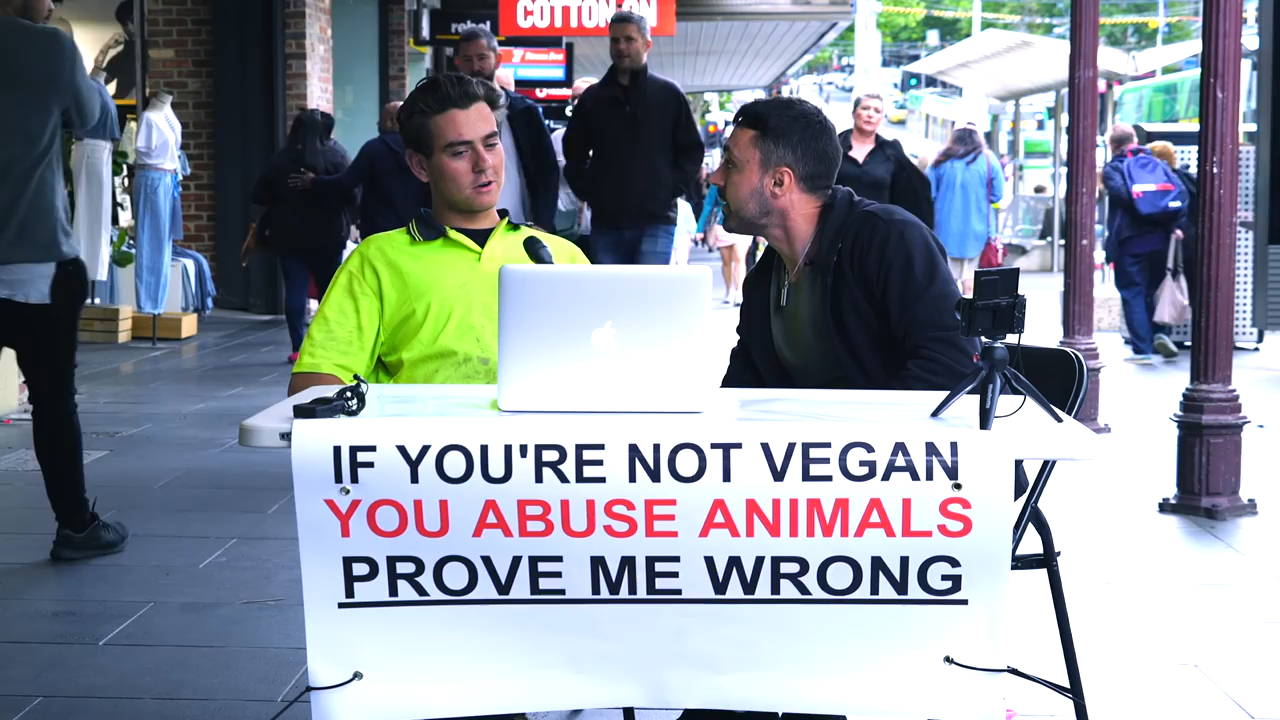 COTTON ON
rebel
IF YOU'RE NOT VEGAN
YOU ABUSE ANIMALS
PROVE ME WRONG